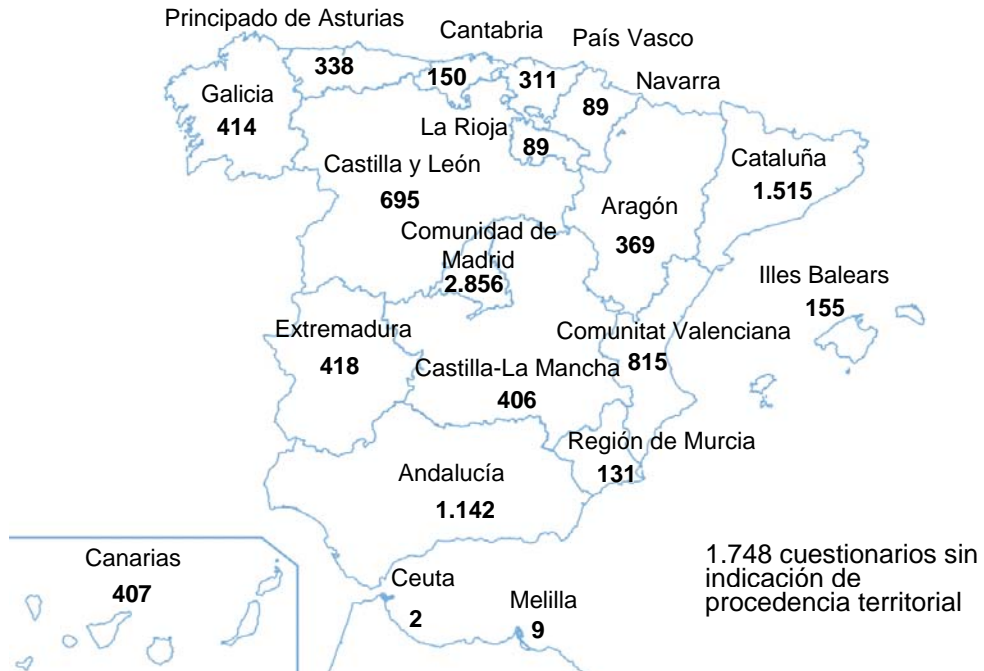 Principado de Asturias
338
Cantabria
150
País Vasco
311
Navarra
89
Galicia
414
La Rioja
89
Castilla y León
695
Cataluña
1.515
Aragón
369
Comunidad de
Madrid
2.856
Illes Balears
155
Extremadura
418
Comunitat Valenciana
815
Castilla-La Mancha
406
Región de Murcia
131
Andalucía
1.142
Canarias
407
Ceuta
2
Melilla
9
1.748 cuestionarios sin
indicación de
procedencia territorial